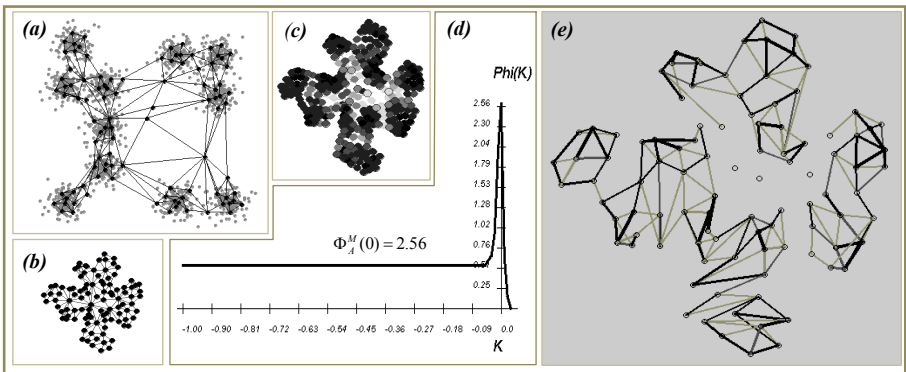 (a)
(b)
(c)
(d)
Phi(K)
2.56
2.30
2.04
1.79
1.53
1.28
1.02
0.76
0.51
0.25
Φ_A^M(0) = 2.56
-1.00 -0.90 -0.81 -0.72 -0.63 -0.54 -0.45 -0.36 -0.27 -0.18 -0.09 0.0
K
(e)